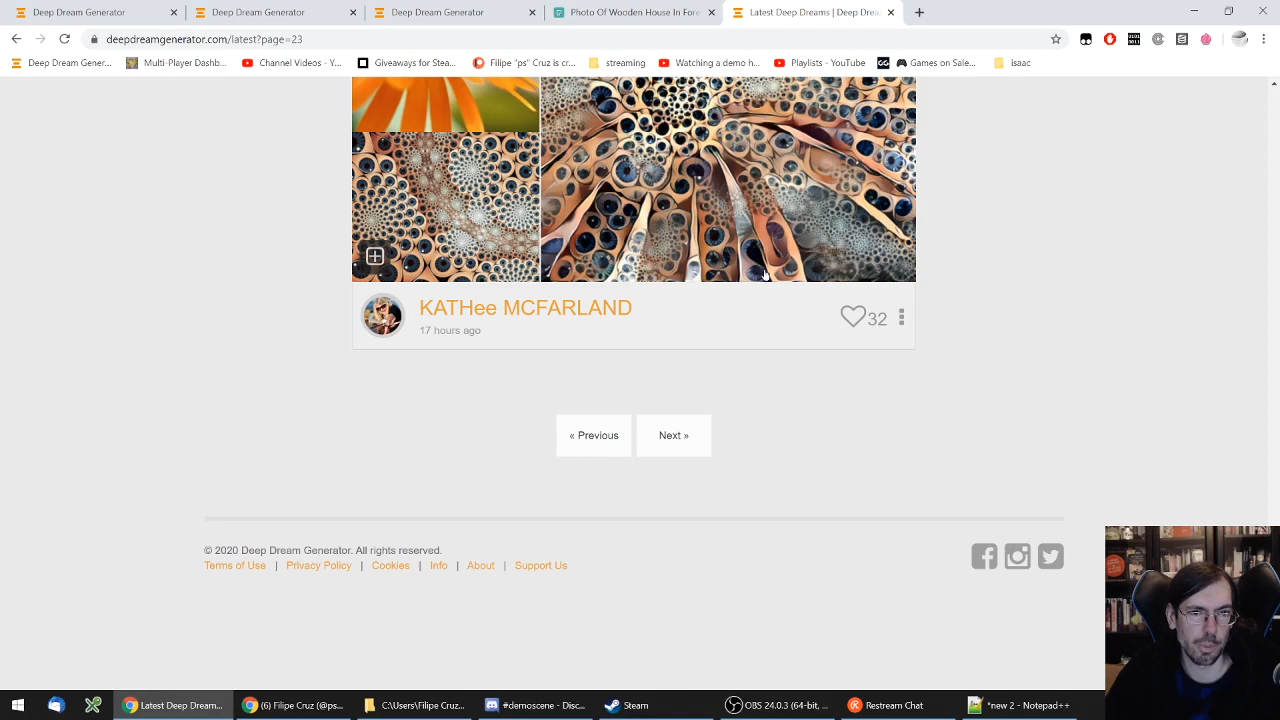 Deep Dream Generator
Deep Dream Generator
Deep Dream Generator
Photo Of Wooden House In Fore
Latest Deep Dreams | Deep Drea
deepdreamgenerator.com/latest?page=23
Deep Dream Gener...
Multi-Player Dashb...
Channel Videos - Y...
Giveaways for Stea...
Filipe "ps" Cruz is cr...
streaming
Watching a demo h...
GG
Games on Sale...
Playlists - YouTube
isaac
KATHee MCFARLAND
17 hours ago
32
« Previous
Next »
© 2020 Deep Dream Generator. All rights reserved.
Terms of Use | Privacy Policy | Cookies | Info | About | Support Us
Latest Deep Dream...
(6) Filipe Cruz (@ps...
C:\Users\Filipe Cruz...
#demoscene - Disc...
Steam
OBS 24.0.3 (64-bit, ...
Restream Chat
*new 2 - Notepad++